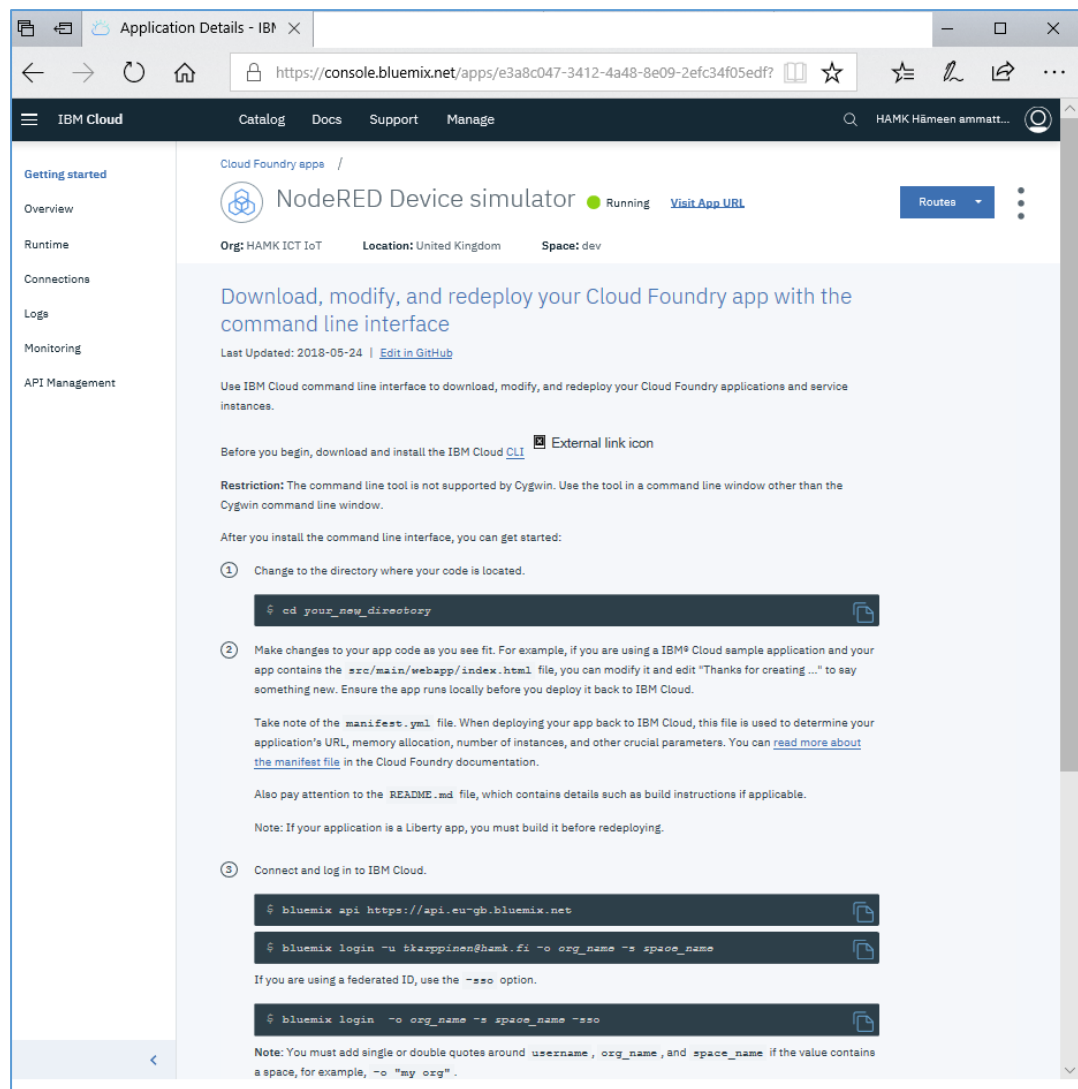 Application Details - IBM
https://console.bluemix.net/apps/e3a8c047-3412-4a48-8e09-2efc34f05edf?
IBM Cloud
Catalog Docs Support Manage
HAMK Hämeen ammatt...
Getting started
Overview
Runtime
Connections
Logs
Monitoring
API Management
Cloud Foundry apps /
NodeRED Device simulator Running Visit App URL
Routes
Org: HAMK ICT IoT Location: United Kingdom Space: dev
Download, modify, and redeploy your Cloud Foundry app with the
command line interface
Last Updated: 2018-05-24 | Edit in GitHub
Use IBM Cloud command line interface to download, modify, and redeploy your Cloud Foundry applications and service
instances.
Before you begin, download and install the IBM Cloud CLI External link icon
Restriction: The command line tool is not supported by Cygwin. Use the tool in a command line window other than the
Cygwin command line window.
After you install the command line interface, you can get started:
1 Change to the directory where your code is located.
$ cd your_new_directory
2 Make changes to your app code as you see fit. For example, if you are using a IBM® Cloud sample application and your
app contains the src/main/webapp/index.html file, you can modify it and edit "Thanks for creating ..." to say
something new. Ensure the app runs locally before you deploy it back to IBM Cloud.
Take note of the manifest.yml file. When deploying your app back to IBM Cloud, this file is used to determine your
application's URL, memory allocation, number of instances, and other crucial parameters. You can read more about
the manifest file in the Cloud Foundry documentation.
Also pay attention to the README.md file, which contains details such as build instructions if applicable.
Note: If your application is a Liberty app, you must build it before redeploying.
3 Connect and log in to IBM Cloud.
$ bluemix api https://api.eu-gb.bluemix.net
$ bluemix login -u tkarppinen@hamk.fi -o org_name -s space_name
If you are using a federated ID, use the -sso option.
$ bluemix login -o org_name -s space_name -sso
Note: You must add single or double quotes around username, org_name, and space_name if the value contains
a space, for example, -o "my org".